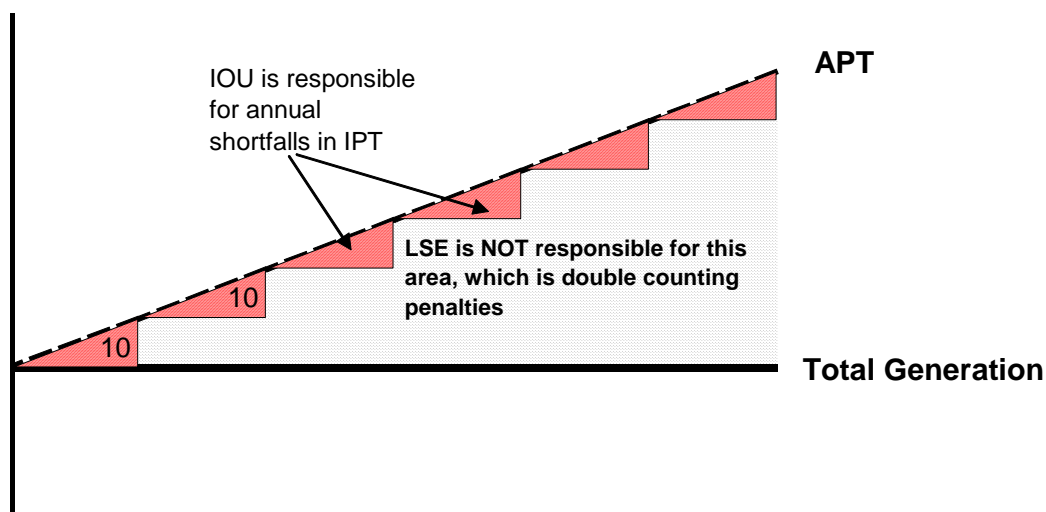 APT
IOU is responsible
for annual
shortfalls in IPT
LSE is NOT responsible for this
area, which is double counting
penalties
10
10
Total Generation